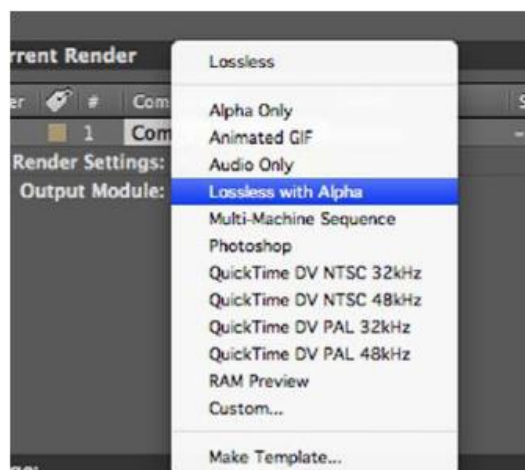 rrent Render
Lossless
er # Com
Alpha Only
1 Com
Animated GIF
Render Settings:
Audio Only
Output Module:
Lossless with Alpha
Multi-Machine Sequence
Photoshop
QuickTime DV NTSC 32kHz
QuickTime DV NTSC 48kHz
QuickTime DV PAL 32kHz
QuickTime DV PAL 48kHz
RAM Preview
Custom...
Make Template...